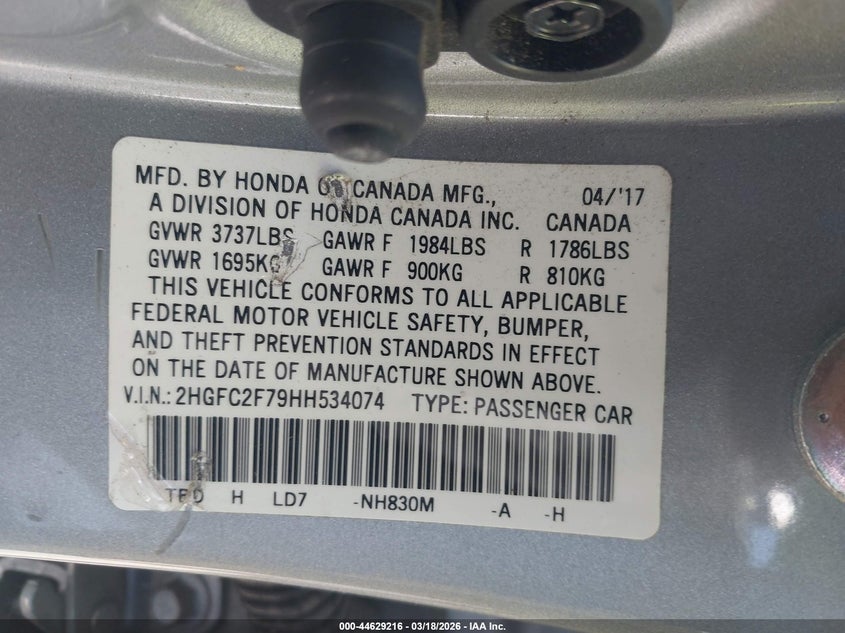 MFD. BY HONDA OF CANADA MFG., 04/'17
A DIVISION OF HONDA CANADA INC. CANADA
GVWR 3737LBS GAWR F 1984LBS R 1786LBS
GVWR 1695KG GAWR F 900KG R 810KG
THIS VEHICLE CONFORMS TO ALL APPLICABLE
FEDERAL MOTOR VEHICLE SAFETY, BUMPER,
AND THEFT PREVENTION STANDARDS IN EFFECT
ON THE DATE OF MANUFACTURE SHOWN ABOVE.
V.I.N.: 2HGFC2F79HH534074 TYPE: PASSENGER CAR
H LD7 -NH830M -A -H
000-44629216 - 03/18/2026 - IAA Inc.